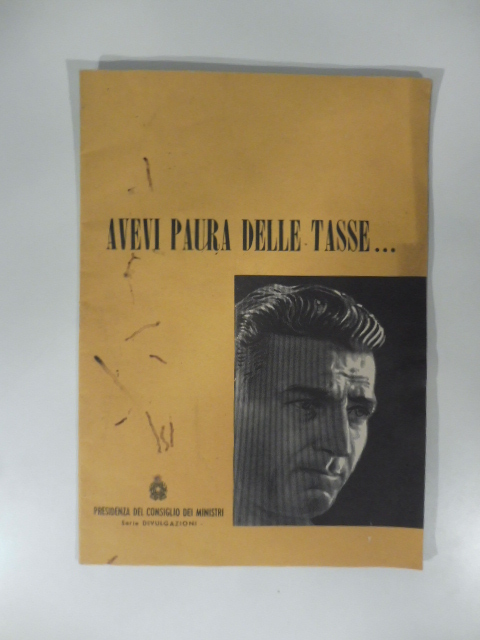 AVEVI PAURA DELLE TASSE...
PRESIDENZA DEL CONSIGLIO DEI MINISTRI
Serie DIVULGAZIONI